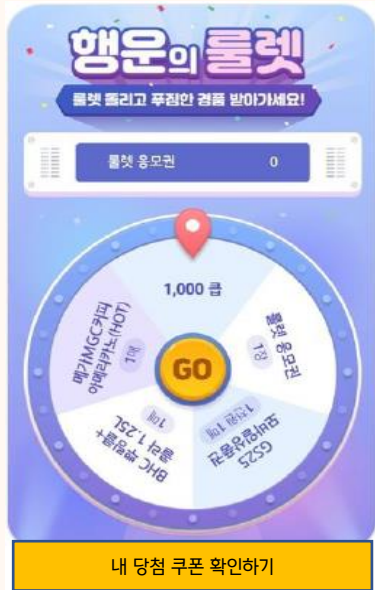 행운의 룰렛
룰렛 돌리고 푸짐한 경품 받아가세요!
룰렛 응모권 0
1,000 큽
룰렛 응모권
1장
GS25
모바일상품권
1천원 1매
BHC 뿌링클+
콜라 1.25L
1매
메가MGC커피
아메리카노(HOT)
1매
GO
내 당첨 쿠폰 확인하기